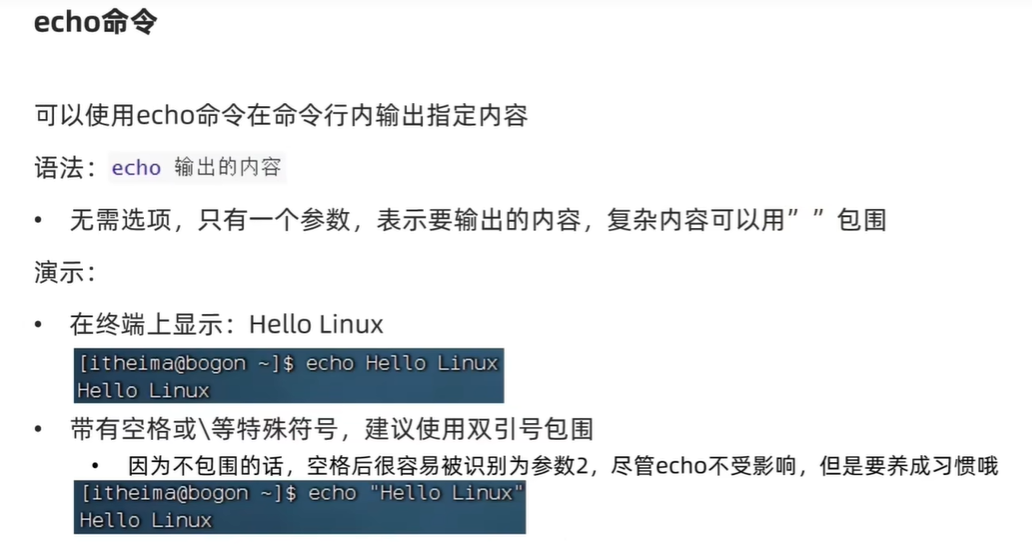 echo命令
可以使用echo命令在命令行内输出指定内容
语法：echo 输出的内容
• 无需选项，只有一个参数，表示要输出的内容，复杂内容可以用””包围
演示：
• 在终端上显示：Hello Linux
[itheima@bogon ~]$ echo Hello Linux
Hello Linux
• 带有空格或\等特殊符号，建议使用双引号包围
• 因为不包围的话，空格后很容易被识别为参数2，尽管echo不受影响，但是要养成习惯哦
[itheima@bogon ~]$ echo "Hello Linux"
Hello Linux